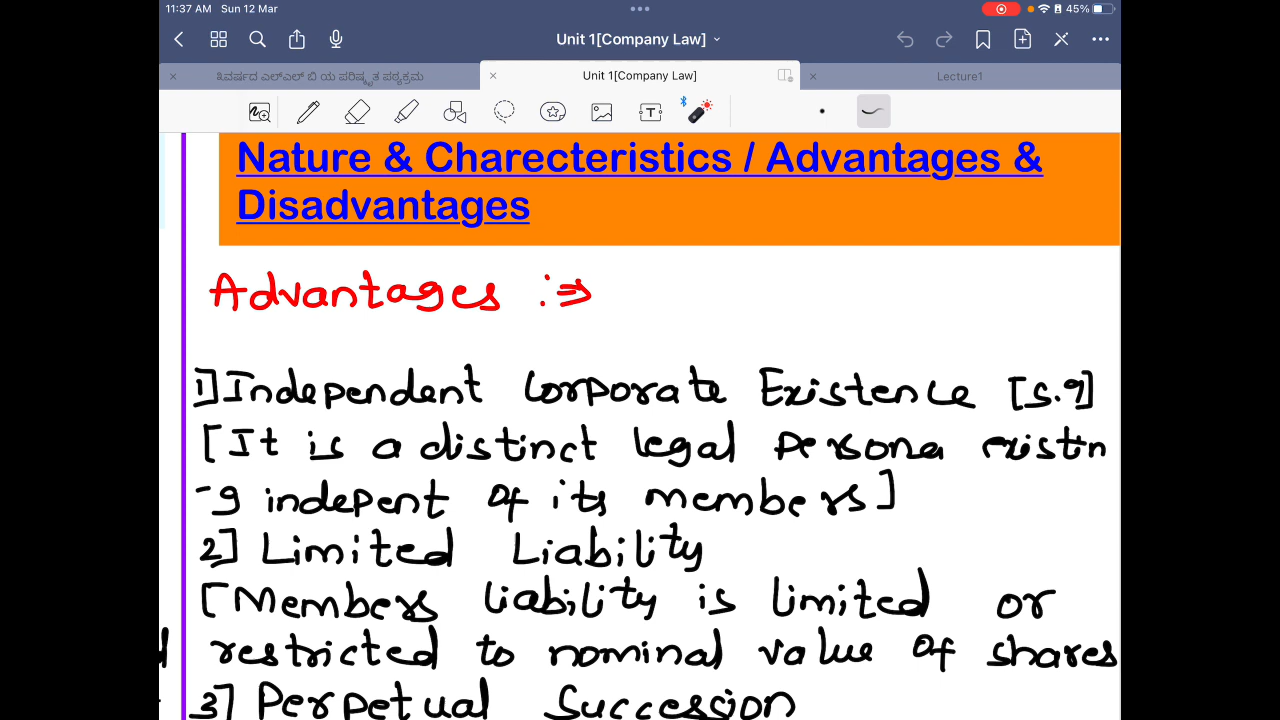 11:37 AM Sun 12 Mar
45%
Unit 1[Company Law]
೩ವರ್ಷದ ಎಲ್ಎಲ್ ಬಿ ಯ ಪರಿಷ್ಕೃತ ಪಠ್ಯಕ್ರಮ
Unit 1[Company Law]
Lecture1
Nature & Charecteristics / Advantages &
Disadvantages
Advantages :⇒
1] Independent Corporate Existence [S.9]
[It is a distinct legal persona existin
-g indepent of its members]
2] Limited Liability
[Members liability is limited or
restricted to nominal value of shares
3] Perpetual Succession